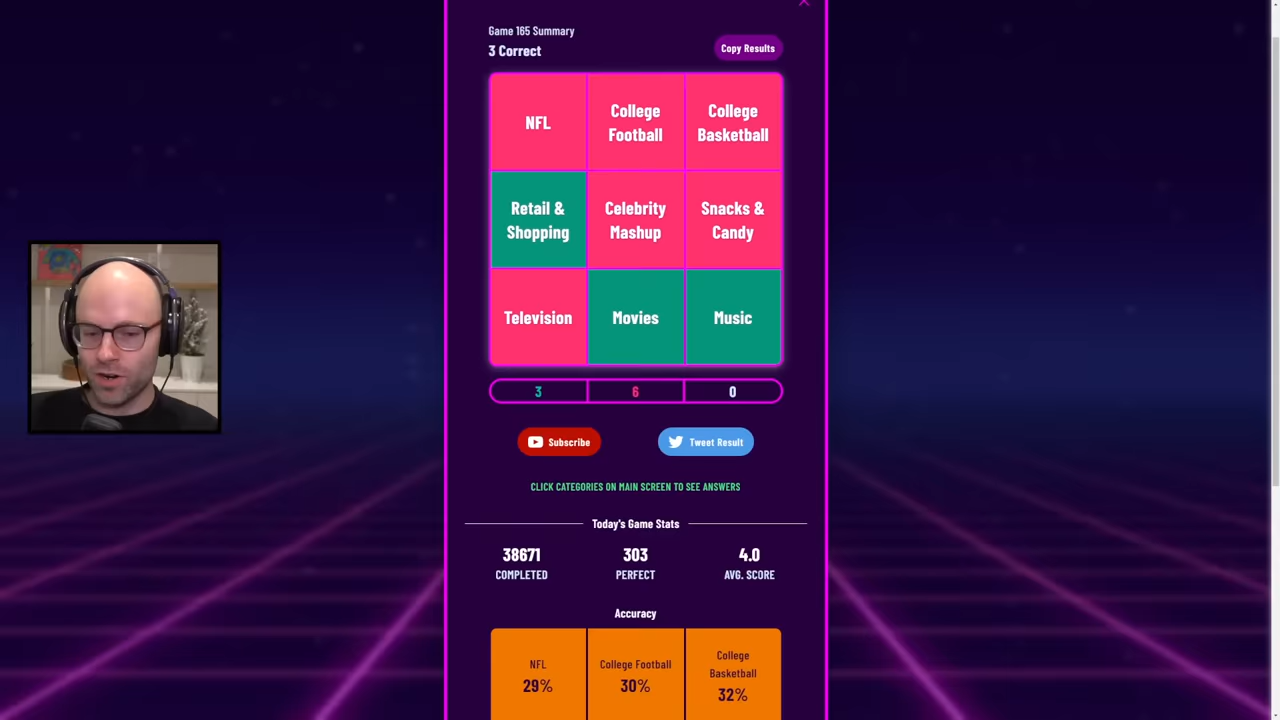 Game 165 Summary
3 Correct
Copy Results
NFL
College
Football
College
Basketball
Retail &
Shopping
Celebrity
Mashup
Snacks &
Candy
Television
Movies
Music
3
6
0
Subscribe
Tweet Result
CLICK CATEGORIES ON MAIN SCREEN TO SEE ANSWERS
Today's Game Stats
38671
303
4.0
COMPLETED
PERFECT
AVG. SCORE
Accuracy
NFL
29%
College Football
30%
College
Basketball
32%